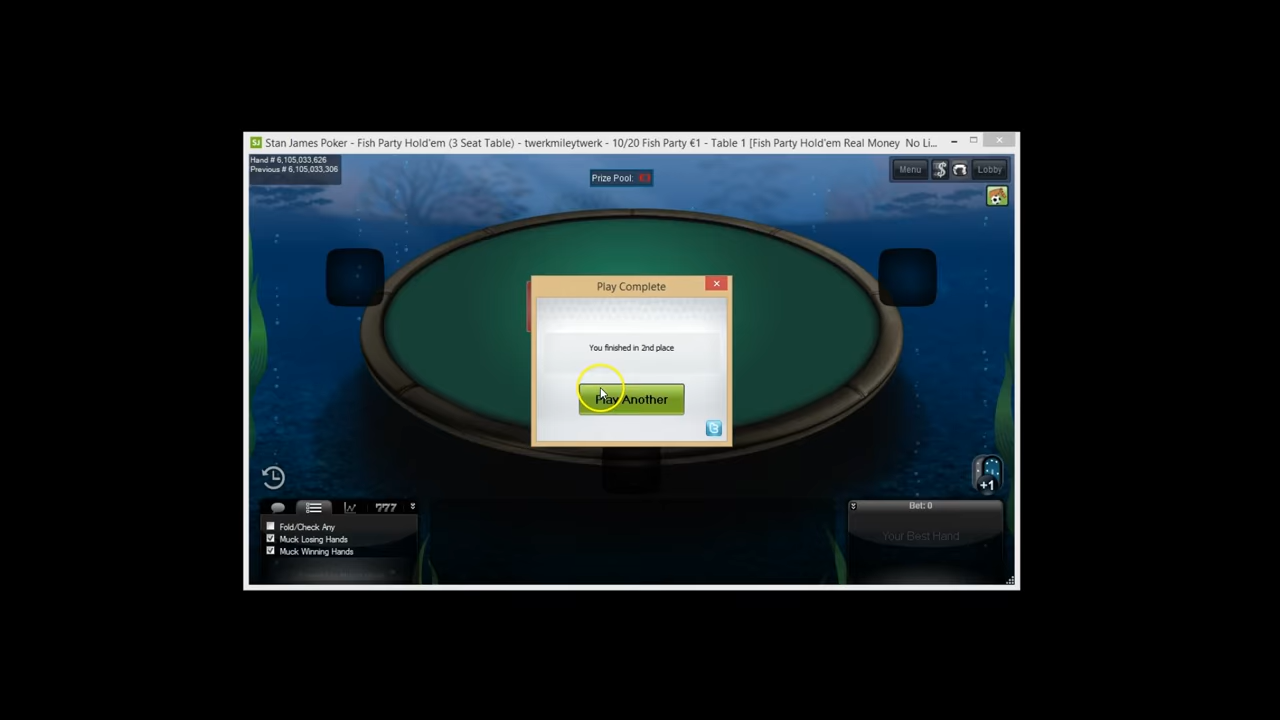 SJ Stan James Poker - Fish Party Hold'em (3 Seat Table) - twerkmileytwerk - 10/20 Fish Party €1 - Table 1 [Fish Party Hold'em Real Money No Li...
Hand # 6,105,033,626
Previous # 6,105,033,306
Prize Pool: €3
Menu
$
Lobby
Play Complete
You finished in 2nd place
Play Another
+1
777
Fold/Check Any
Muck Losing Hands
Muck Winning Hands
Bet: 0
Your Best Hand